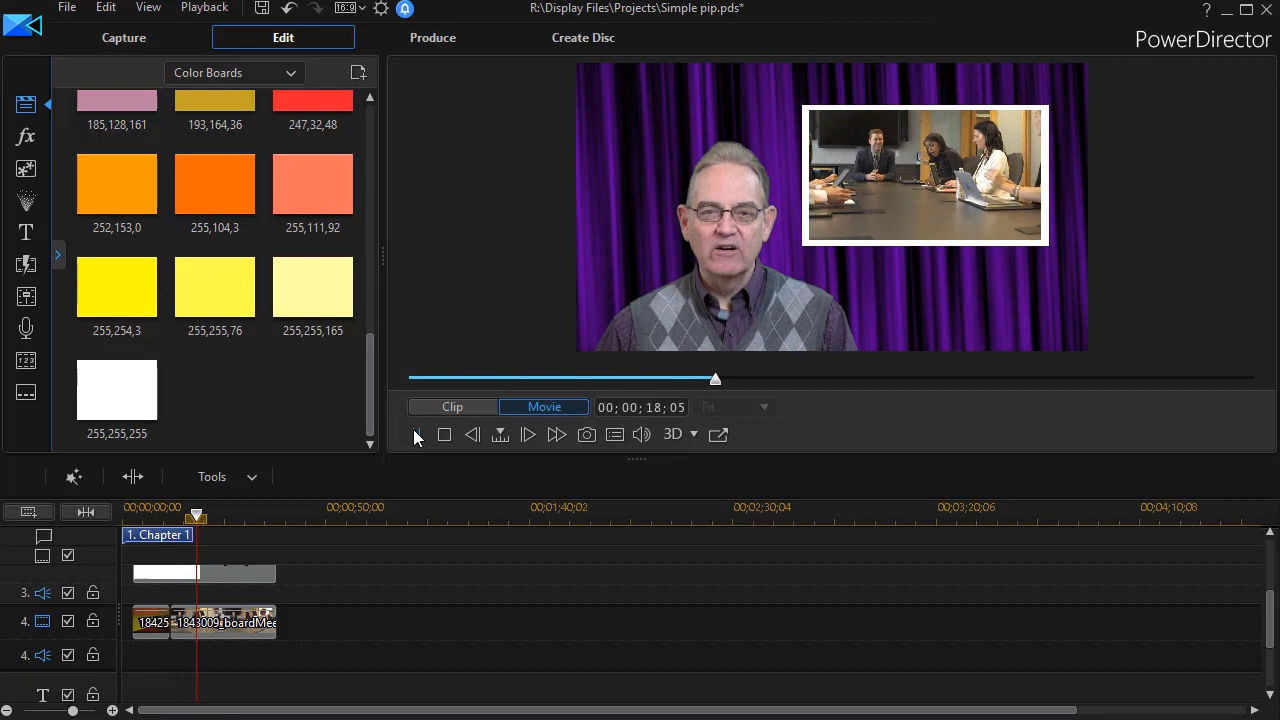 File Edit View Playback 16:9 R:\Display Files\Projects\Simple pip.pds* ?
Capture Edit Produce Create Disc PowerDirector
Color Boards
185,128,161 193,164,36 247,32,48
252,153,0 255,104,3 255,111,92
255,254,3 255,255,76 255,255,165
255,255,255
Clip Movie 00; 00; 18; 05 Fit
3D
Tools
00;00;00;00 00;00;50;00 00;01;40;02 00;02;30;04 00;03;20;06 00;04;10;08
1. Chapter 1
3.
4. 18425 1843009_boardMee
4.
T